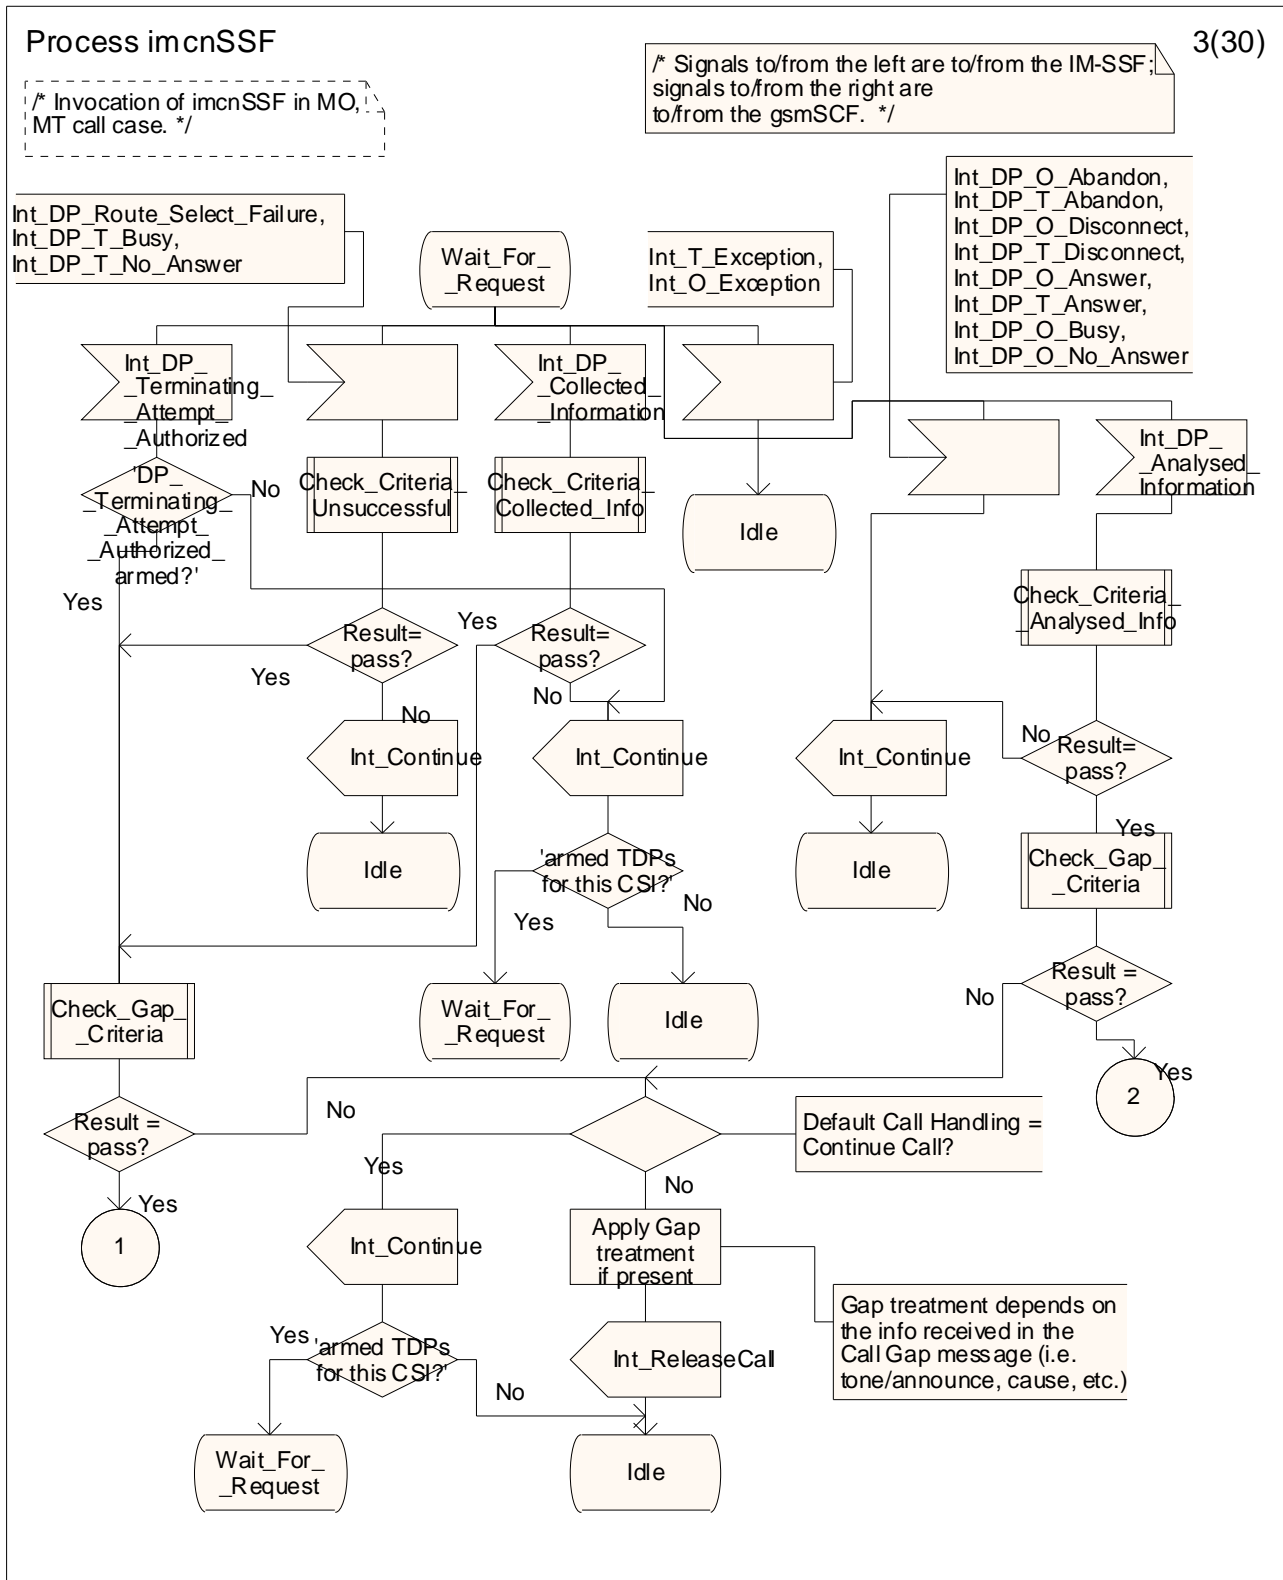 Process imcnSSF
3(30)
/* Invocation of imcnSSF in MO,
MT call case. */
/* Signals to/from the left are to/from the IM-SSF;
signals to/from the right are
to/from the gsmSCF. */
Int_DP_Route_Select_Failure,
Int_DP_T_Busy,
Int_DP_T_No_Answer
Wait_For_
_Request
Int_T_Exception,
Int_O_Exception
Int_DP_O_Abandon,
Int_DP_T_Abandon,
Int_DP_O_Disconnect,
Int_DP_T_Disconnect,
Int_DP_O_Answer,
Int_DP_T_Answer,
Int_DP_O_Busy,
Int_DP_O_No_Answer
Int_DP_
_Terminating_
_Attempt_
_Authorized
Int_DP_
_Collected_
_Information
Int_DP_
_Analysed_
_Information
'DP_
_Terminating_
_Attempt_
_Authorized_
armed?'
No
Yes
Check_Criteria_
_Unsuccessful
Check_Criteria_
_Collected_Info
Idle
Check_Criteria_
_Analysed_Info
Result=
pass?
Yes
No
Result=
pass?
Yes
No
Result=
pass?
No
Yes
Int_Continue
Int_Continue
Int_Continue
Idle
'armed TDPs
for this CSI?'
Yes
No
Idle
Check_Gap_
_Criteria
Check_Gap_
_Criteria
Wait_For_
_Request
Idle
Result =
pass?
No
Yes
2
Result =
pass?
No
Yes
1
Default Call Handling =
Continue Call?
Yes
No
Int_Continue
Apply Gap
treatment
if present
Gap treatment depends on
the info received in the
Call Gap message (i.e.
tone/announce, cause, etc.)
'armed TDPs
for this CSI?'
Yes
No
Int_ReleaseCall
Wait_For_
_Request
Idle